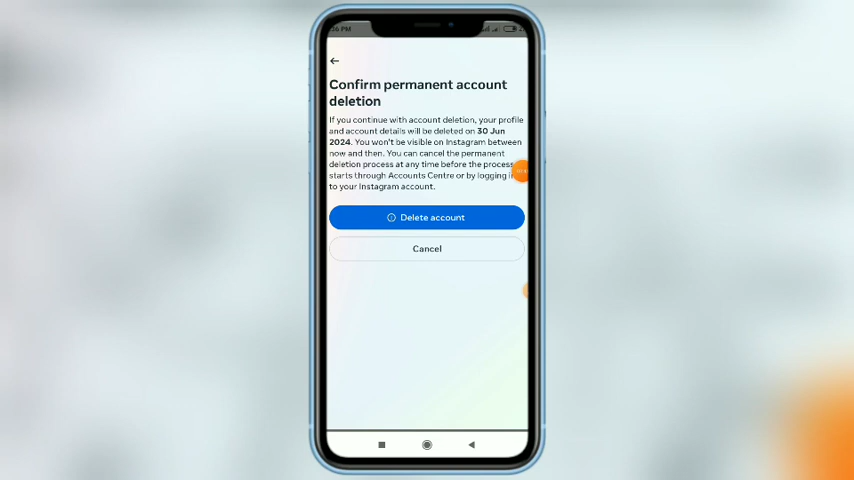 36 PM
Confirm permanent account
deletion
If you continue with account deletion, your profile
and account details will be deleted on 30 Jun
2024. You won't be visible on Instagram between
now and then. You can cancel the permanent
deletion process at any time before the process
starts through Accounts Centre or by logging
to your Instagram account.
Delete account
Cancel